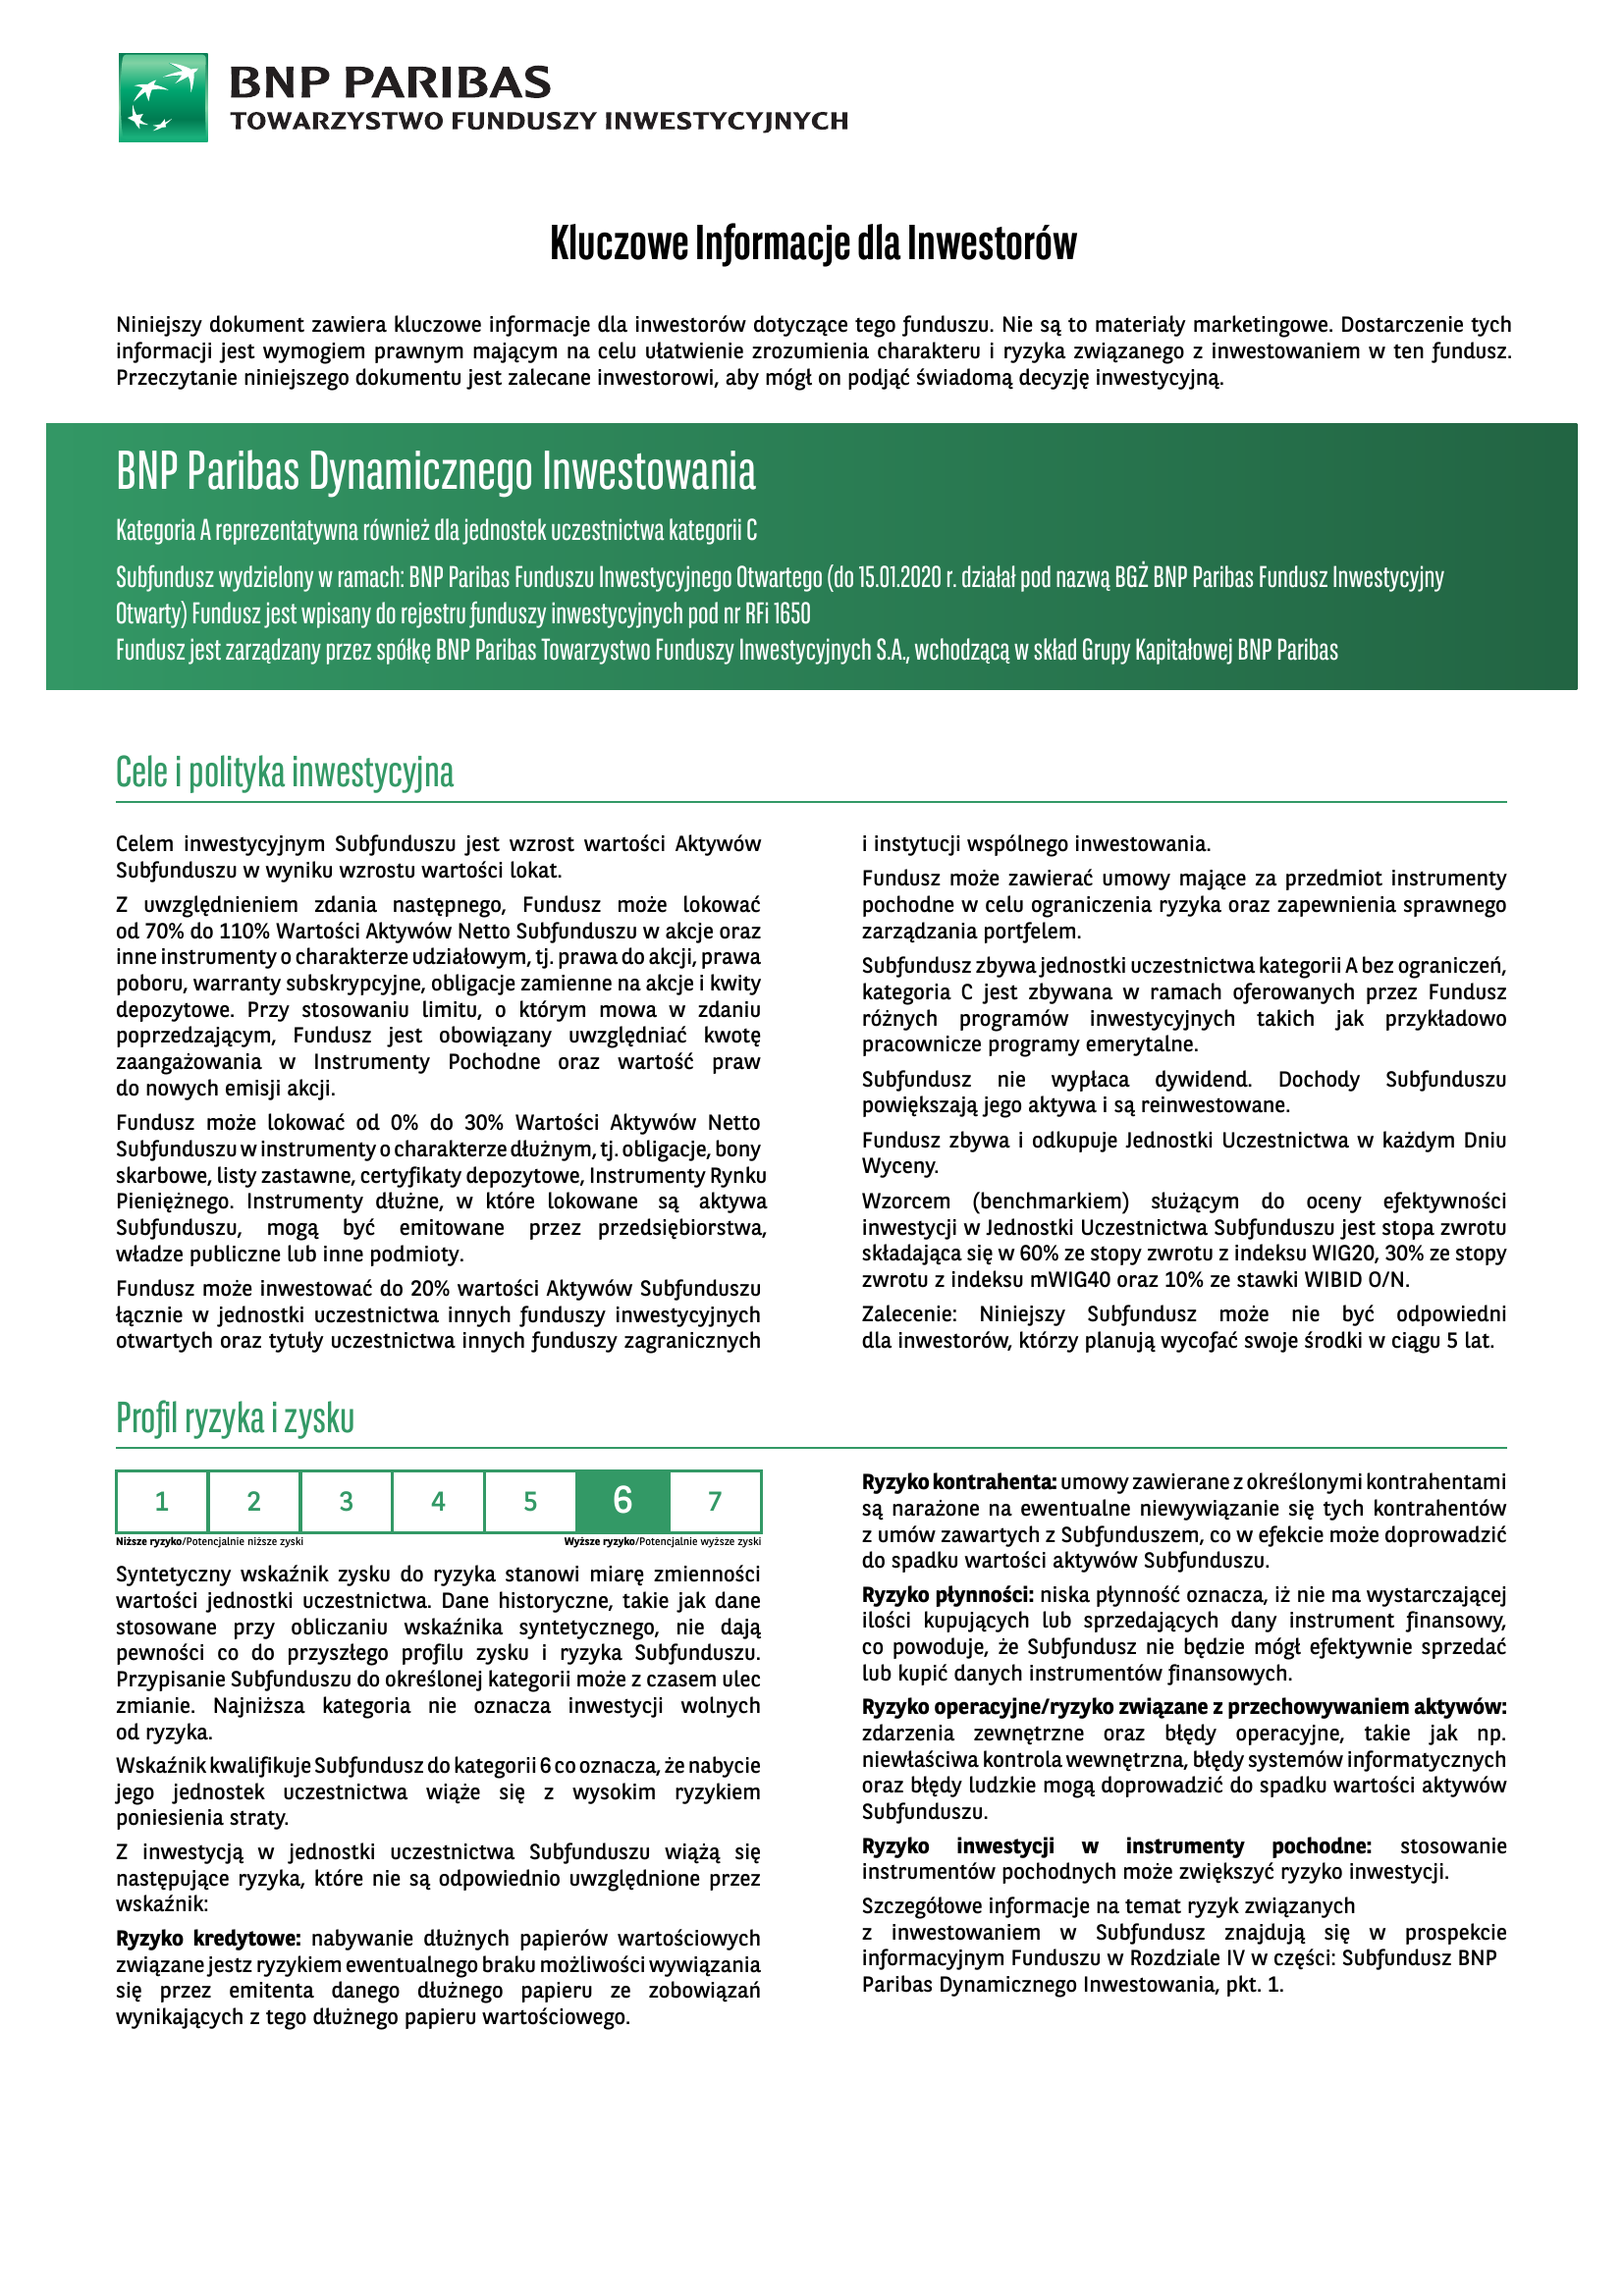 BNP PARIBAS
TOWARZYSTWO FUNDUSZY INWESTYCYJNYCH
Kluczowe Informacje dla Inwestorów
Niniejszy dokument zawiera kluczowe informacje dla inwestorów dotyczące tego funduszu. Nie są to materiały marketingowe. Dostarczenie tych
informacji jest wymogiem prawnym mającym na celu ułatwienie zrozumienia charakteru i ryzyka związanego z inwestowaniem w ten fundusz.
Przeczytanie niniejszego dokumentu jest zalecane inwestorowi, aby mógł on podjąć świadomą decyzję inwestycyjną.
BNP Paribas Dynamicznego Inwestowania
Kategoria A reprezentatywna również dla jednostek uczestnictwa kategorii C
Subfundusz wydzielony w ramach: BNP Paribas Funduszu Inwestycyjnego Otwartego (do 15.01.2020 r. działał pod nazwą BGŻ BNP Paribas Fundusz Inwestycyjny
Otwarty) Fundusz jest wpisany do rejestru funduszy inwestycyjnych pod nr RFi 1650
Fundusz jest zarządzany przez spółkę BNP Paribas Towarzystwo Funduszy Inwestycyjnych S.A., wchodzącą w skład Grupy Kapitałowej BNP Paribas
Cele i polityka inwestycyjna
Celem inwestycyjnym Subfunduszu jest wzrost wartości Aktywów
Subfunduszu w wyniku wzrostu wartości lokat.
Z uwzględnieniem zdania następnego, Fundusz może lokować
od 70% do 110% Wartości Aktywów Netto Subfunduszu w akcje oraz
inne instrumenty o charakterze udziałowym, tj. prawa do akcji, prawa
poboru, warranty subskrypcyjne, obligacje zamienne na akcje i kwity
depozytowe. Przy stosowaniu limitu, o którym mowa w zdaniu
poprzedzającym, Fundusz jest obowiązany uwzględniać kwotę
zaangażowania w Instrumenty Pochodne oraz wartość praw
do nowych emisji akcji.
Fundusz może lokować od 0% do 30% Wartości Aktywów Netto
Subfunduszu w instrumenty o charakterze dłużnym, tj. obligacje, bony
skarbowe, listy zastawne, certyfikaty depozytowe, Instrumenty Rynku
Pieniężnego. Instrumenty dłużne, w które lokowane są aktywa
Subfunduszu, mogą być emitowane przez przedsiębiorstwa,
władze publiczne lub inne podmioty.
Fundusz może inwestować do 20% wartości Aktywów Subfunduszu
łącznie w jednostki uczestnictwa innych funduszy inwestycyjnych
otwartych oraz tytuły uczestnictwa innych funduszy zagranicznych
i instytucji wspólnego inwestowania.
Fundusz może zawierać umowy mające za przedmiot instrumenty
pochodne w celu ograniczenia ryzyka oraz zapewnienia sprawnego
zarządzania portfelem.
Subfundusz zbywa jednostki uczestnictwa kategorii A bez ograniczeń,
kategoria C jest zbywana w ramach oferowanych przez Fundusz
różnych programów inwestycyjnych takich jak przykładowo
pracownicze programy emerytalne.
Subfundusz nie wypłaca dywidend. Dochody Subfunduszu
powiększają jego aktywa i są reinwestowane.
Fundusz zbywa i odkupuje Jednostki Uczestnictwa w każdym Dniu
Wyceny.
Wzorcem (benchmarkiem) służącym do oceny efektywności
inwestycji w Jednostki Uczestnictwa Subfunduszu jest stopa zwrotu
składająca się w 60% ze stopy zwrotu z indeksu WIG20, 30% ze stopy
zwrotu z indeksu mWIG40 oraz 10% ze stawki WIBID O/N.
Zalecenie: Niniejszy Subfundusz może nie być odpowiedni
dla inwestorów, którzy planują wycofać swoje środki w ciągu 5 lat.
Profil ryzyka i zysku
1 2 3 4 5 6 7
Niższe ryzyko/Potencjalnie niższe zyski Wyższe ryzyko/Potencjalnie wyższe zyski
Syntetyczny wskaźnik zysku do ryzyka stanowi miarę zmienności
wartości jednostki uczestnictwa. Dane historyczne, takie jak dane
stosowane przy obliczaniu wskaźnika syntetycznego, nie dają
pewności co do przyszłego profilu zysku i ryzyka Subfunduszu.
Przypisanie Subfunduszu do określonej kategorii może z czasem ulec
zmianie. Najniższa kategoria nie oznacza inwestycji wolnych
od ryzyka.
Wskaźnik kwalifikuje Subfundusz do kategorii 6 co oznacza, że nabycie
jego jednostek uczestnictwa wiąże się z wysokim ryzykiem
poniesienia straty.
Z inwestycją w jednostki uczestnictwa Subfunduszu wiążą się
następujące ryzyka, które nie są odpowiednio uwzględnione przez
wskaźnik:
Ryzyko kredytowe: nabywanie dłużnych papierów wartościowych
związane jestz ryzykiem ewentualnego braku możliwości wywiązania
się przez emitenta danego dłużnego papieru ze zobowiązań
wynikających z tego dłużnego papieru wartościowego.
Ryzyko kontrahenta: umowy zawierane z określonymi kontrahentami
są narażone na ewentualne niewywiązanie się tych kontrahentów
z umów zawartych z Subfunduszem, co w efekcie może doprowadzić
do spadku wartości aktywów Subfunduszu.
Ryzyko płynności: niska płynność oznacza, iż nie ma wystarczającej
ilości kupujących lub sprzedających dany instrument finansowy,
co powoduje, że Subfundusz nie będzie mógł efektywnie sprzedać
lub kupić danych instrumentów finansowych.
Ryzyko operacyjne/ryzyko związane z przechowywaniem aktywów:
zdarzenia zewnętrzne oraz błędy operacyjne, takie jak np.
niewłaściwa kontrola wewnętrzna, błędy systemów informatycznych
oraz błędy ludzkie mogą doprowadzić do spadku wartości aktywów
Subfunduszu.
Ryzyko inwestycji w instrumenty pochodne: stosowanie
instrumentów pochodnych może zwiększyć ryzyko inwestycji.
Szczegółowe informacje na temat ryzyk związanych
z inwestowaniem w Subfundusz znajdują się w prospekcie
informacyjnym Funduszu w Rozdziale IV w części: Subfundusz BNP
Paribas Dynamicznego Inwestowania, pkt. 1.